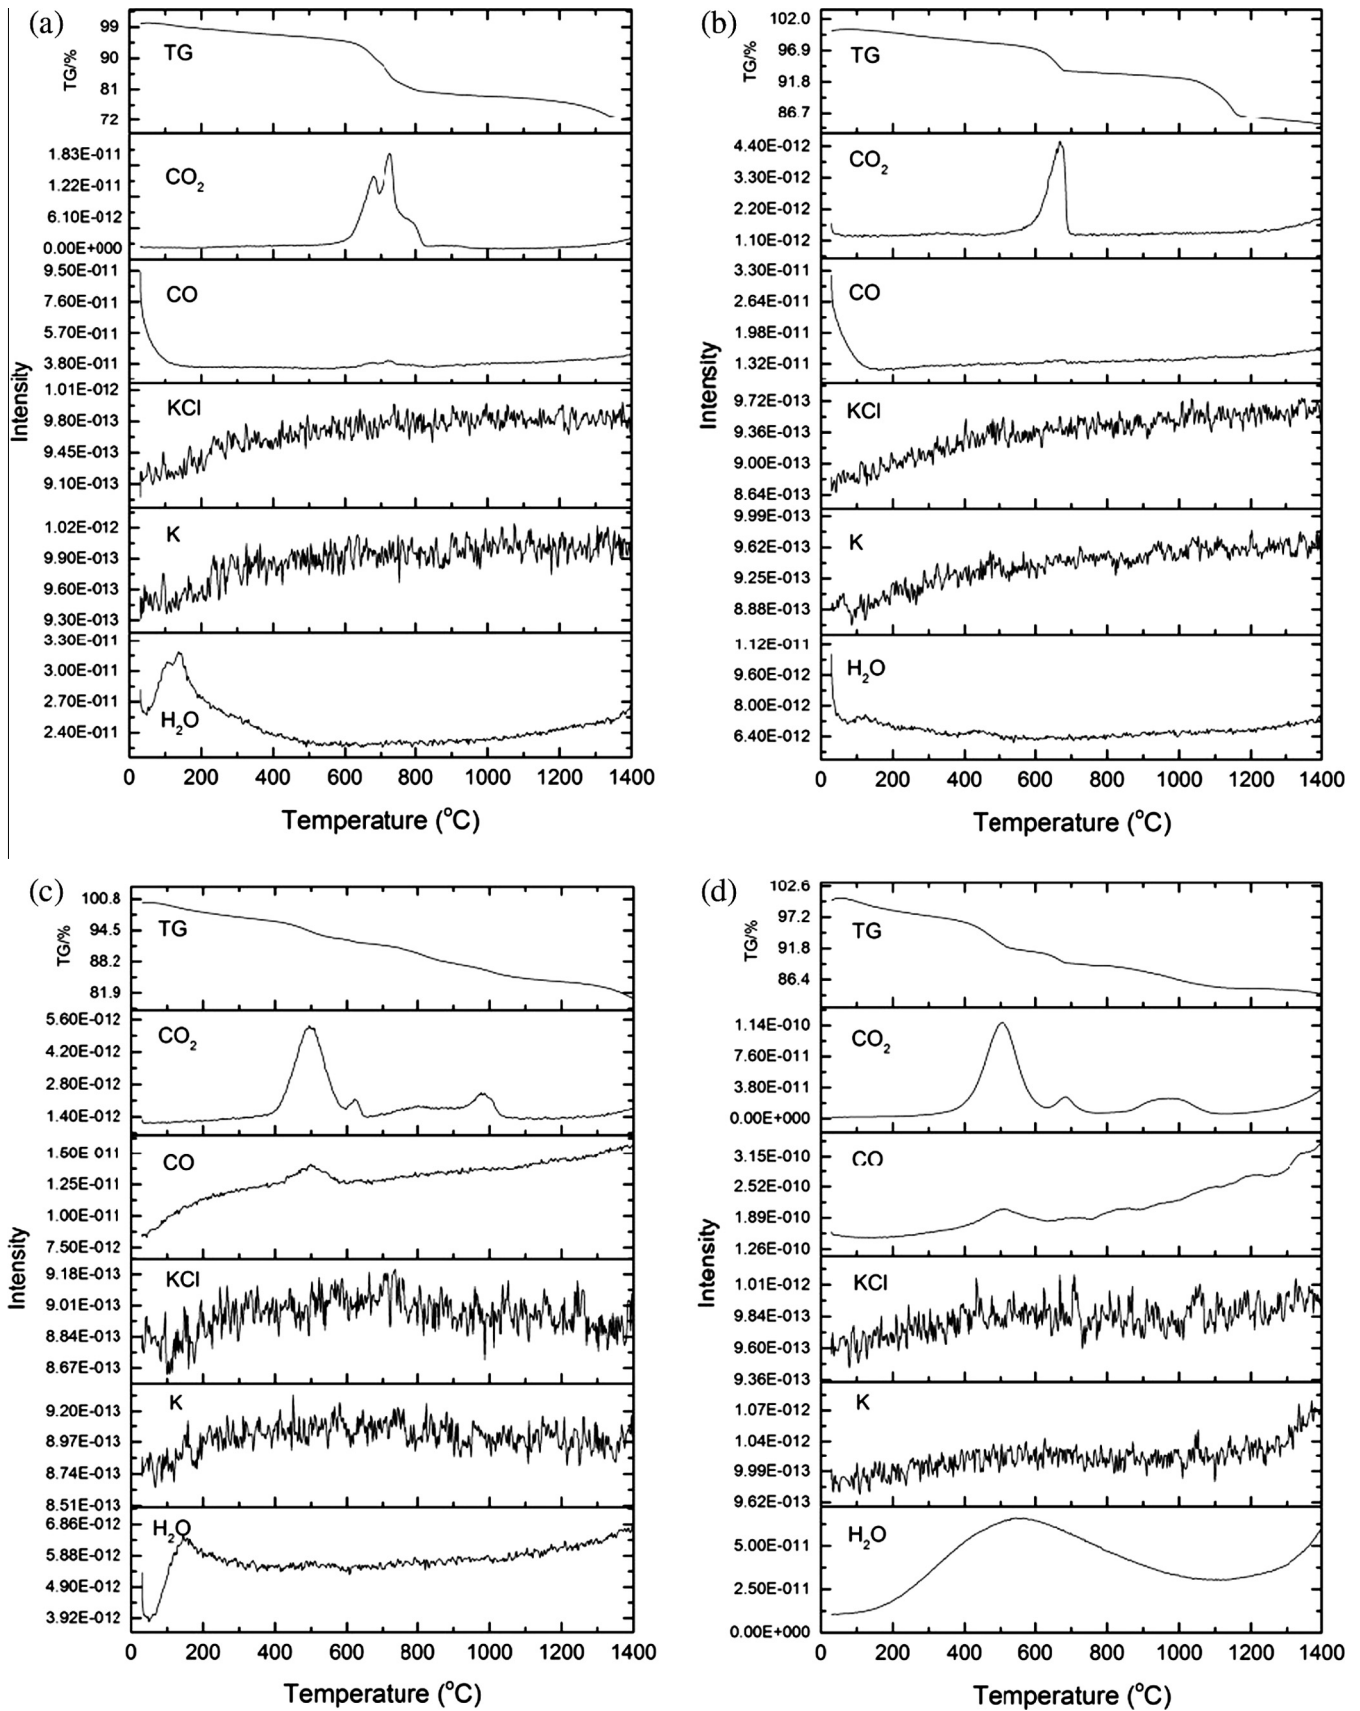 (a)
TG/%
99
90
81
72
TG
1.83E-011
1.22E-011
6.10E-012
0.00E+000
CO2
9.50E-011
7.60E-011
5.70E-011
3.80E-011
CO
Intensity
1.01E-012
9.80E-013
9.45E-013
9.10E-013
KCl
1.02E-012
9.90E-013
9.60E-013
9.30E-013
K
3.30E-011
3.00E-011
2.70E-011
2.40E-011
H2O
0 200 400 600 800 1000 1200 1400
Temperature (°C)
(b)
TG/%
102.0
96.9
91.8
86.7
TG
4.40E-012
3.30E-012
2.20E-012
1.10E-012
CO2
3.30E-011
2.64E-011
1.98E-011
1.32E-011
CO
Intensity
9.72E-013
9.36E-013
9.00E-013
8.64E-013
KCl
9.99E-013
9.62E-013
9.25E-013
8.88E-013
K
1.12E-011
9.60E-012
8.00E-012
6.40E-012
H2O
0 200 400 600 800 1000 1200 1400
Temperature (°C)
(c)
TG/%
100.8
94.5
88.2
81.9
TG
5.60E-012
4.20E-012
2.80E-012
1.40E-012
CO2
1.60E 011
1.25E-011
1.00E-011
7.50E-012
CO
Intensity
9.18E-013
9.01E-013
8.84E-013
8.67E-013
KCl
9.20E-013
8.97E-013
8.74E-013
8.51E-013
K
6.86E-012
5.88E-012
4.90E-012
3.92E-012
H2O
0 200 400 600 800 1000 1200 1400
Temperature (°C)
(d)
TG/%
102.6
97.2
91.8
86.4
TG
1.14E-010
7.60E-011
3.80E-011
0.00E+000
CO2
3.15E-010
2.52E-010
1.89E-010
1.26E-010
CO
Intensity
1.01E-012
9.84E-013
9.60E-013
9.36E-013
KCl
1.07E-012
1.04E-012
9.99E-013
9.62E-013
K
5.00E-011
2.50E-011
0.00E+000
H2O
0 200 400 600 800 1000 1200 1400
Temperature (°C)